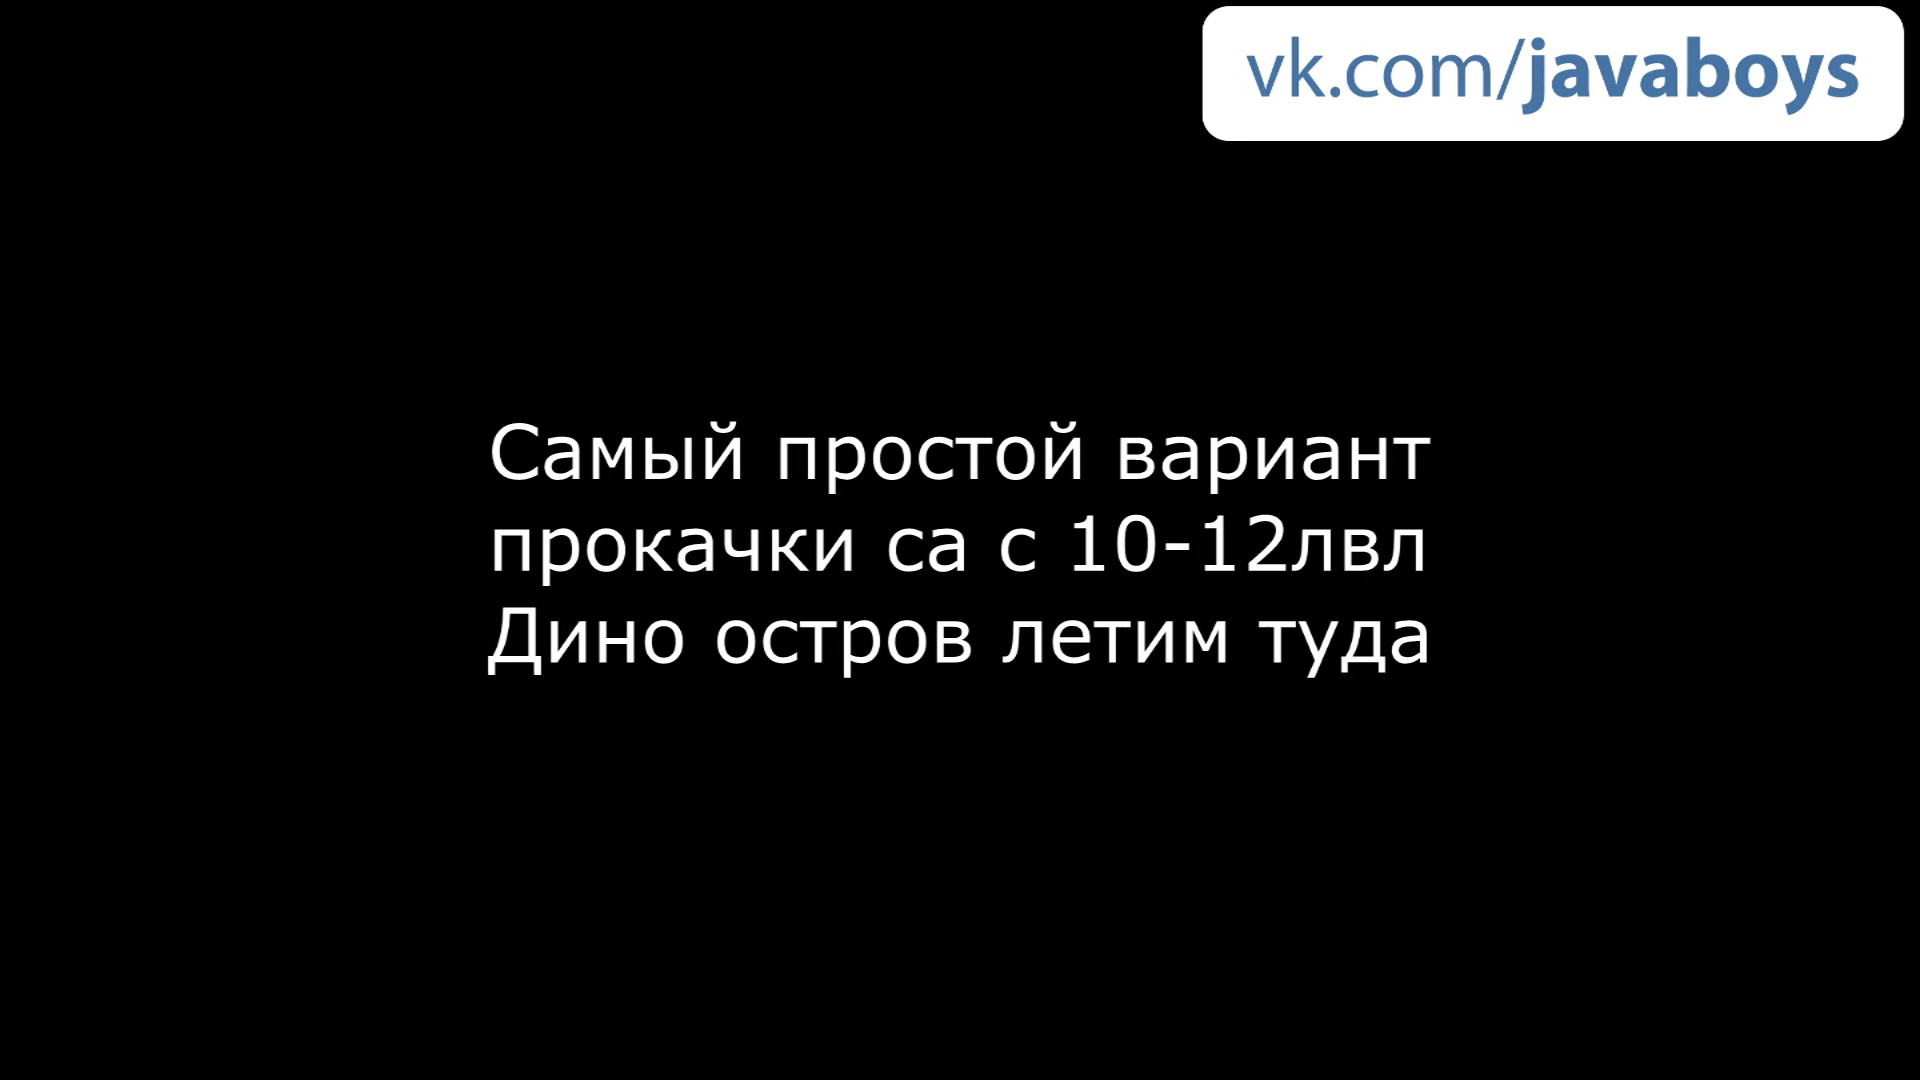 vk.com/javaboys
Самый простой вариант
прокачки са с 10-12лвл
Дино остров летим туда